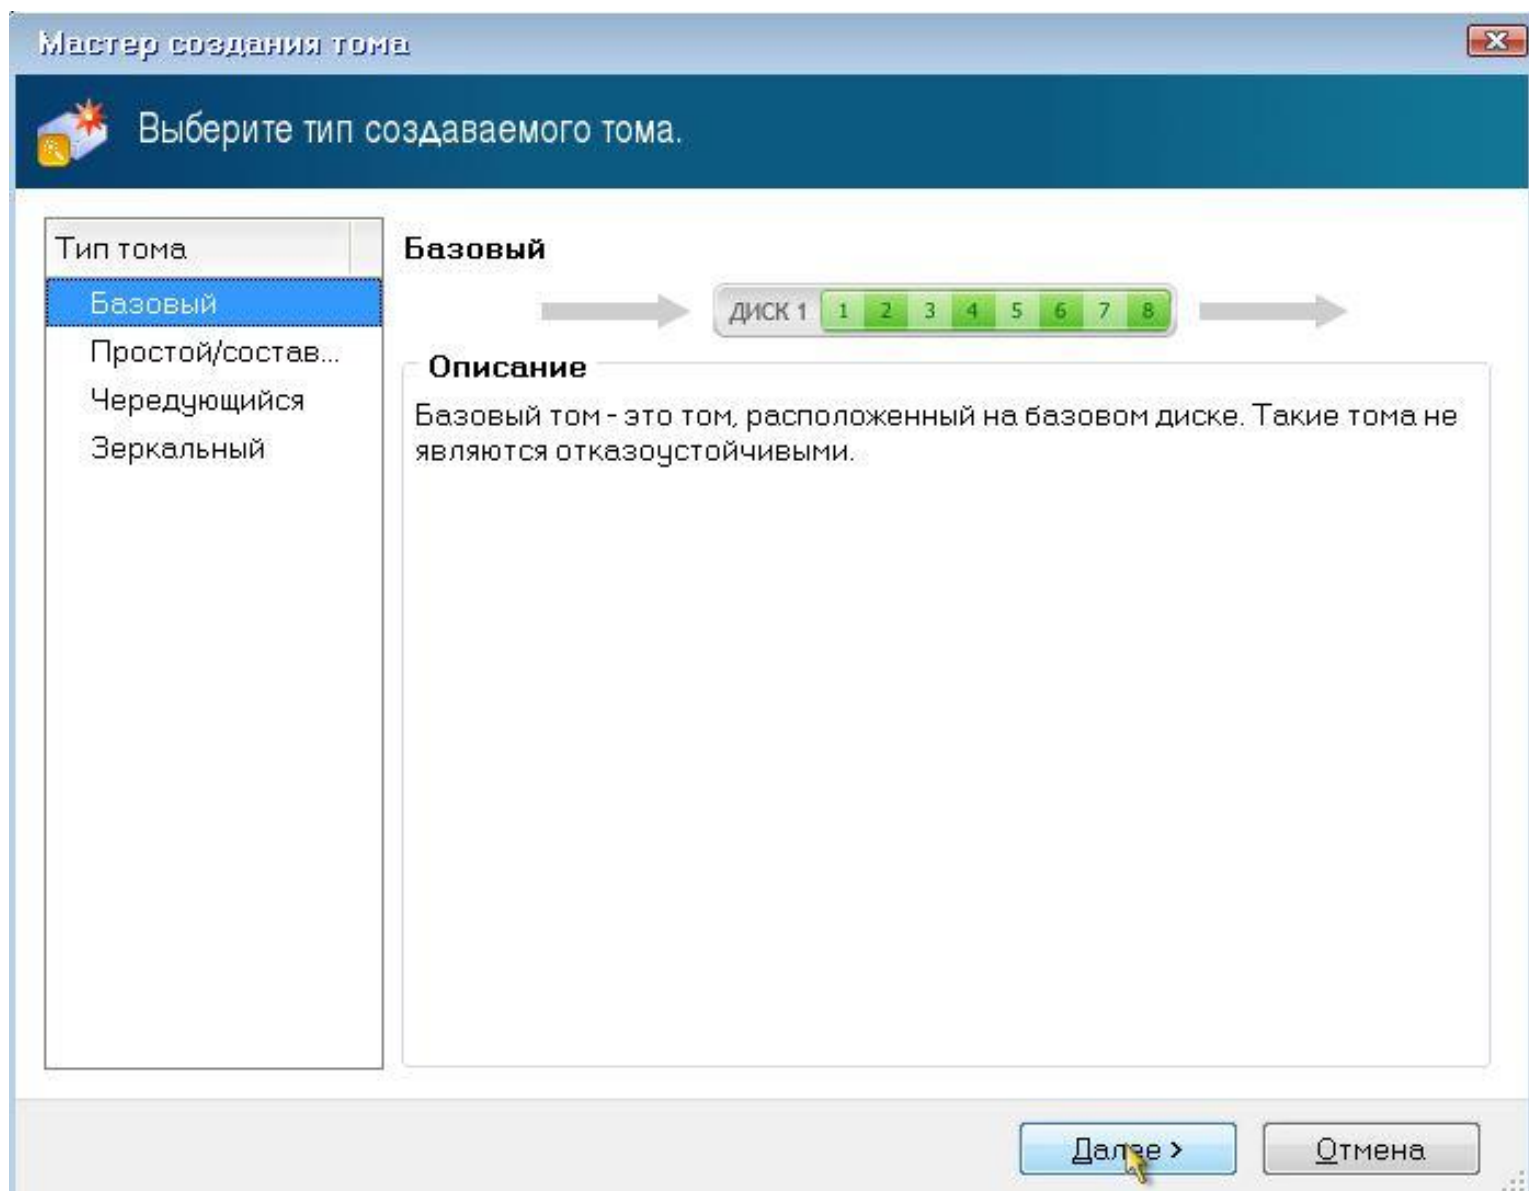 Мастер создания тома
Выберите тип создаваемого тома.
Тип тома
Базовый
Простой/состав...
Чередующийся
Зеркальный
Базовый
ДИСК 1 1 2 3 4 5 6 7 8
Описание
Базовый том - это том, расположенный на базовом диске. Такие тома не
являются отказоустойчивыми.
Далее >
Отмена